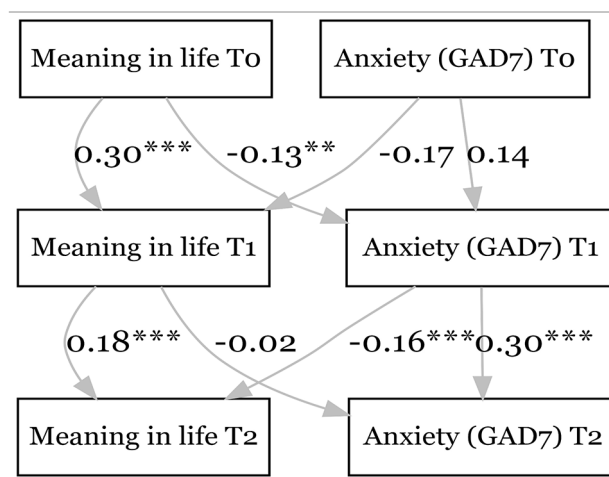 Meaning in life T0 Anxiety (GAD7) T0
0.30*** -0.13** -0.17 0.14
Meaning in life T1 Anxiety (GAD7) T1
0.18*** -0.02 -0.16*** 0.30***
Meaning in life T2 Anxiety (GAD7) T2